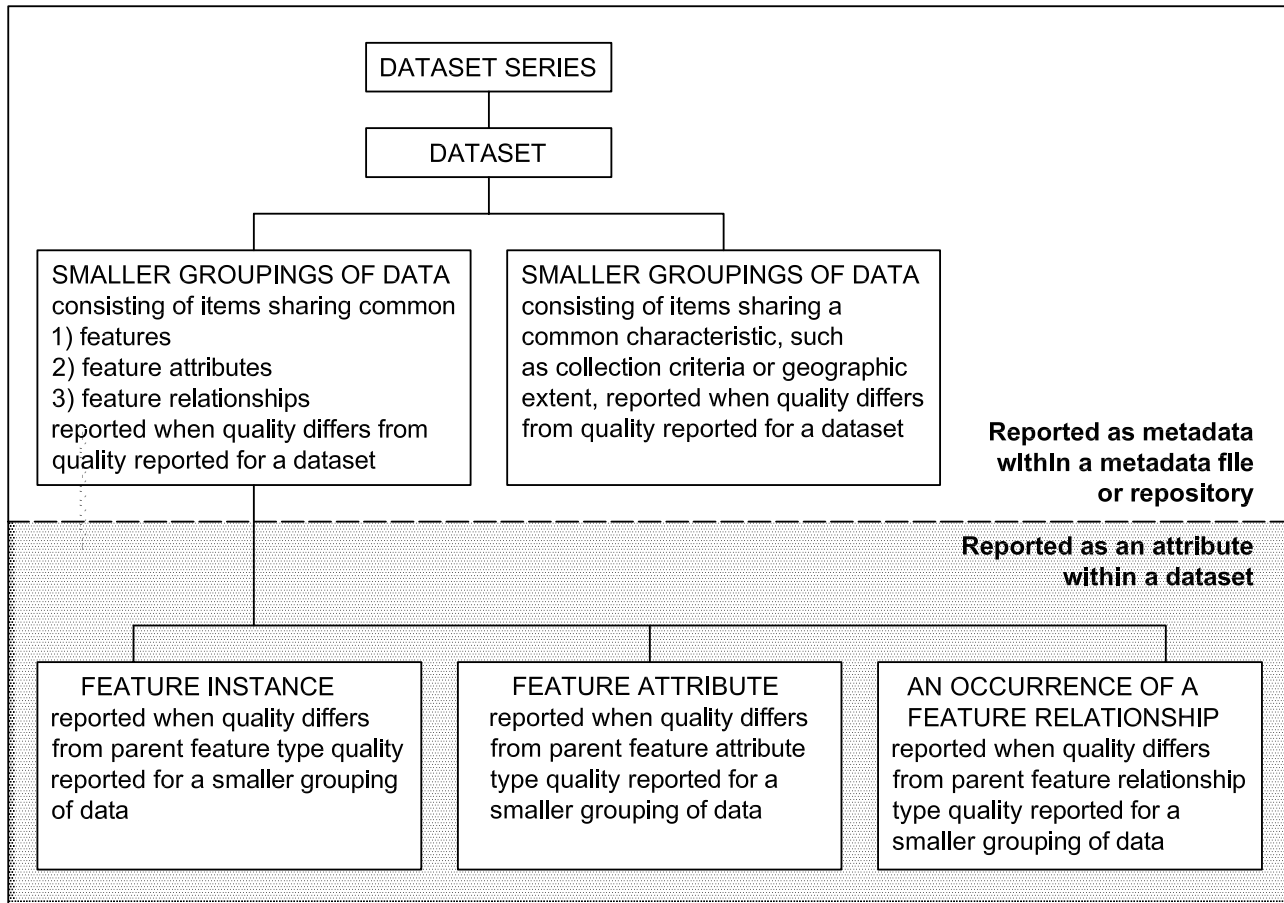 DATASET SERIES
DATASET
SMALLER GROUPINGS OF DATA
consisting of items sharing common
1) features
2) feature attributes
3) feature relationships
reported when quality differs from
quality reported for a dataset
SMALLER GROUPINGS OF DATA
consisting of items sharing a
common characteristic, such
as collection criteria or geographic
extent, reported when quality differs
from quality reported for a dataset
Reported as metadata
within a metadata file
or repository
Reported as an attribute
within a dataset
FEATURE INSTANCE
reported when quality differs
from parent feature type quality
reported for a smaller grouping
of data
FEATURE ATTRIBUTE
reported when quality differs
from parent feature attribute
type quality reported for a
smaller grouping of data
AN OCCURRENCE OF A
FEATURE RELATIONSHIP
reported when quality differs
from parent feature relationship
type quality reported for a
smaller grouping of data